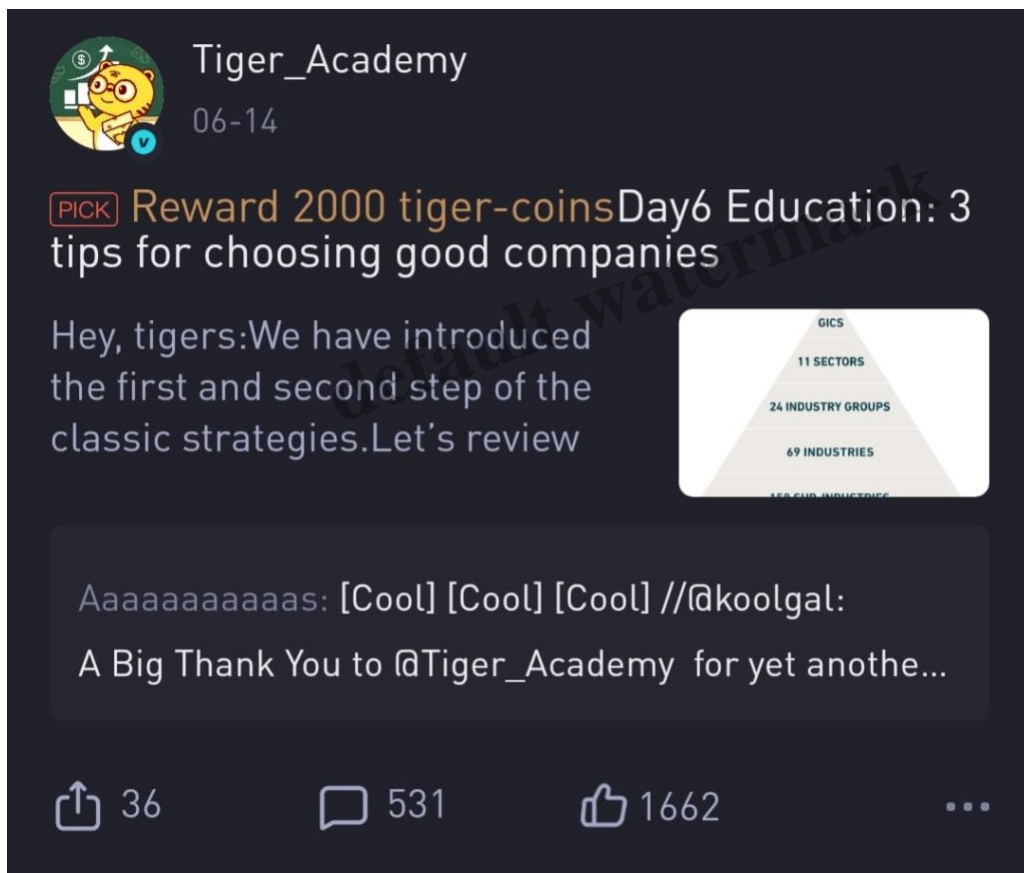 Tiger_Academy
06-14
PICK Reward 2000 tiger-coinsDay6 Education: 3
tips for choosing good companies
Hey, tigers:We have introduced
the first and second step of the
classic strategies.Let's review
GICS
11 SECTORS
24 INDUSTRY GROUPS
69 INDUSTRIES
default watermark
Aaaaaaaaaaas: [Cool] [Cool] [Cool] //@koolgal:
A Big Thank You to @Tiger_Academy for yet anothe...
36
531
1662